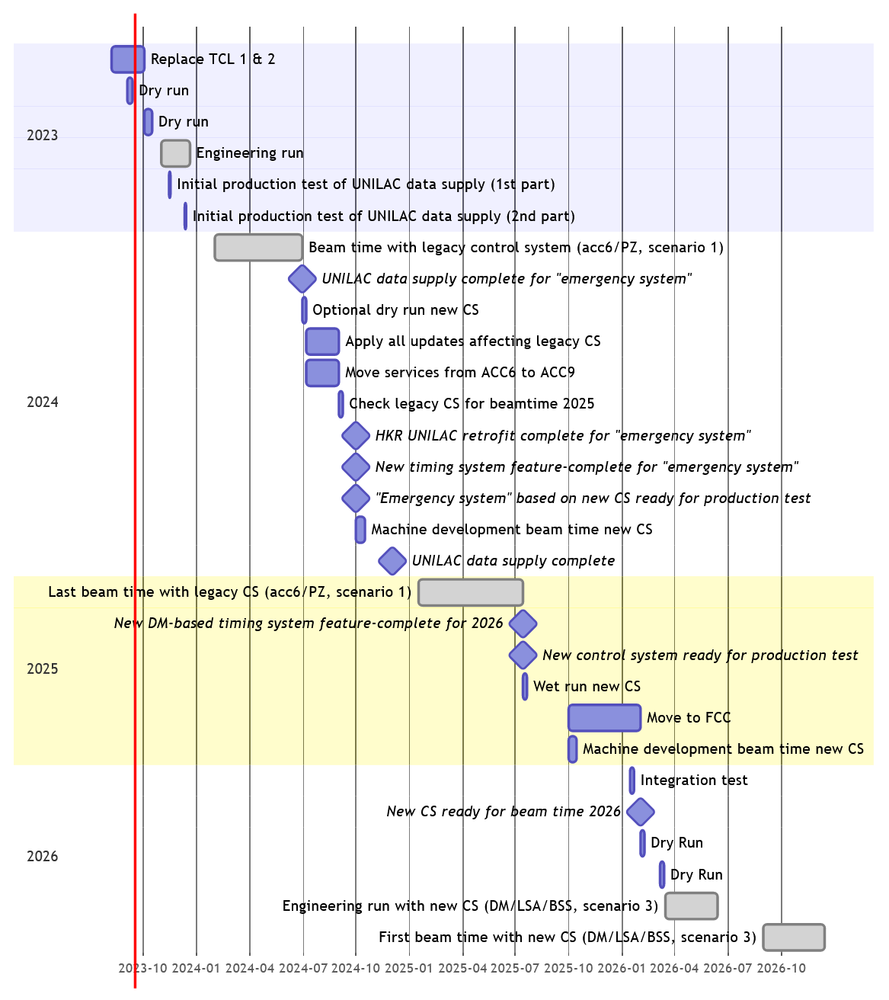 Replace TCL 1 & 2
Dry run
Dry run
2023
Engineering run
Initial production test of UNILAC data supply (1st part)
Initial production test of UNILAC data supply (2nd part)
Beam time with legacy control system (acc6/PZ, scenario 1)
UNILAC data supply complete for "emergency system"
Optional dry run new CS
Apply all updates affecting legacy CS
Move services from ACC6 to ACC9
2024
Check legacy CS for beamtime 2025
HKR UNILAC retrofit complete for "emergency system"
New timing system feature-complete for "emergency system"
"Emergency system" based on new CS ready for production test
Machine development beam time new CS
UNILAC data supply complete
Last beam time with legacy CS (acc6/PZ, scenario 1)
New DM-based timing system feature-complete for 2026
New control system ready for production test
2025
Wet run new CS
Move to FCC
Machine development beam time new CS
Integration test
New CS ready for beam time 2026
Dry Run
2026
Dry Run
Engineering run with new CS (DM/LSA/BSS, scenario 3)
First beam time with new CS (DM/LSA/BSS, scenario 3)
2023-10 2024-01 2024-04 2024-07 2024-10 2025-01 2025-04 2025-07 2025-10 2026-01 2026-04 2026-07 2026-10